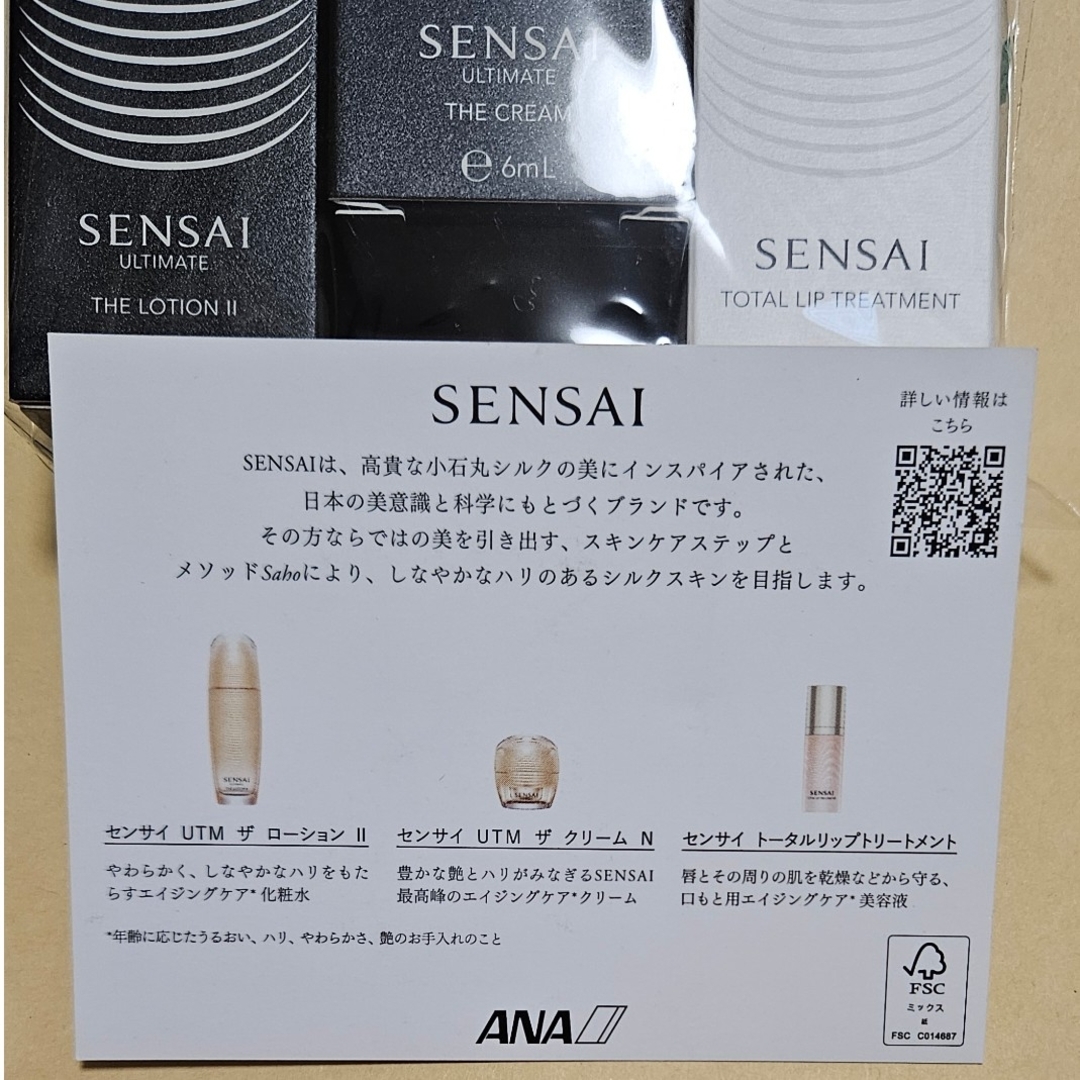 SENSAI
ULTIMATE
THE LOTION II
SENSAI
ULTIMATE
THE CREAM
e 6mL
SENSAI
TOTAL LIP TREATMENT
SENSAI
詳しい情報は
こちら
SENSAIは、高貴な小石丸シルクの美にインスパイアされた、
日本の美意識と科学にもとづくブランドです。
その方ならではの美を引き出す、スキンケアステップと
メソッドSahoにより、しなやかなハリのあるシルクスキンを目指します。
SENSAI
SENSAI
SENSAI
センサイ UTM ザ ローション II
やわらかく、しなやかなハリをもた
らすエイジングケア*化粧水
センサイ UTM ザ クリーム N
豊かな艶とハリがみなぎるSENSAI
最高峰のエイジングケア*クリーム
センサイ トータルリップトリートメント
唇とその周りの肌を乾燥などから守る、
口もと用エイジングケア*美容液
*年齢に応じたうるおい、ハリ、やわらかさ、艶のお手入れのこと
ANA
FSC
ミックス
紙
FSC C014687